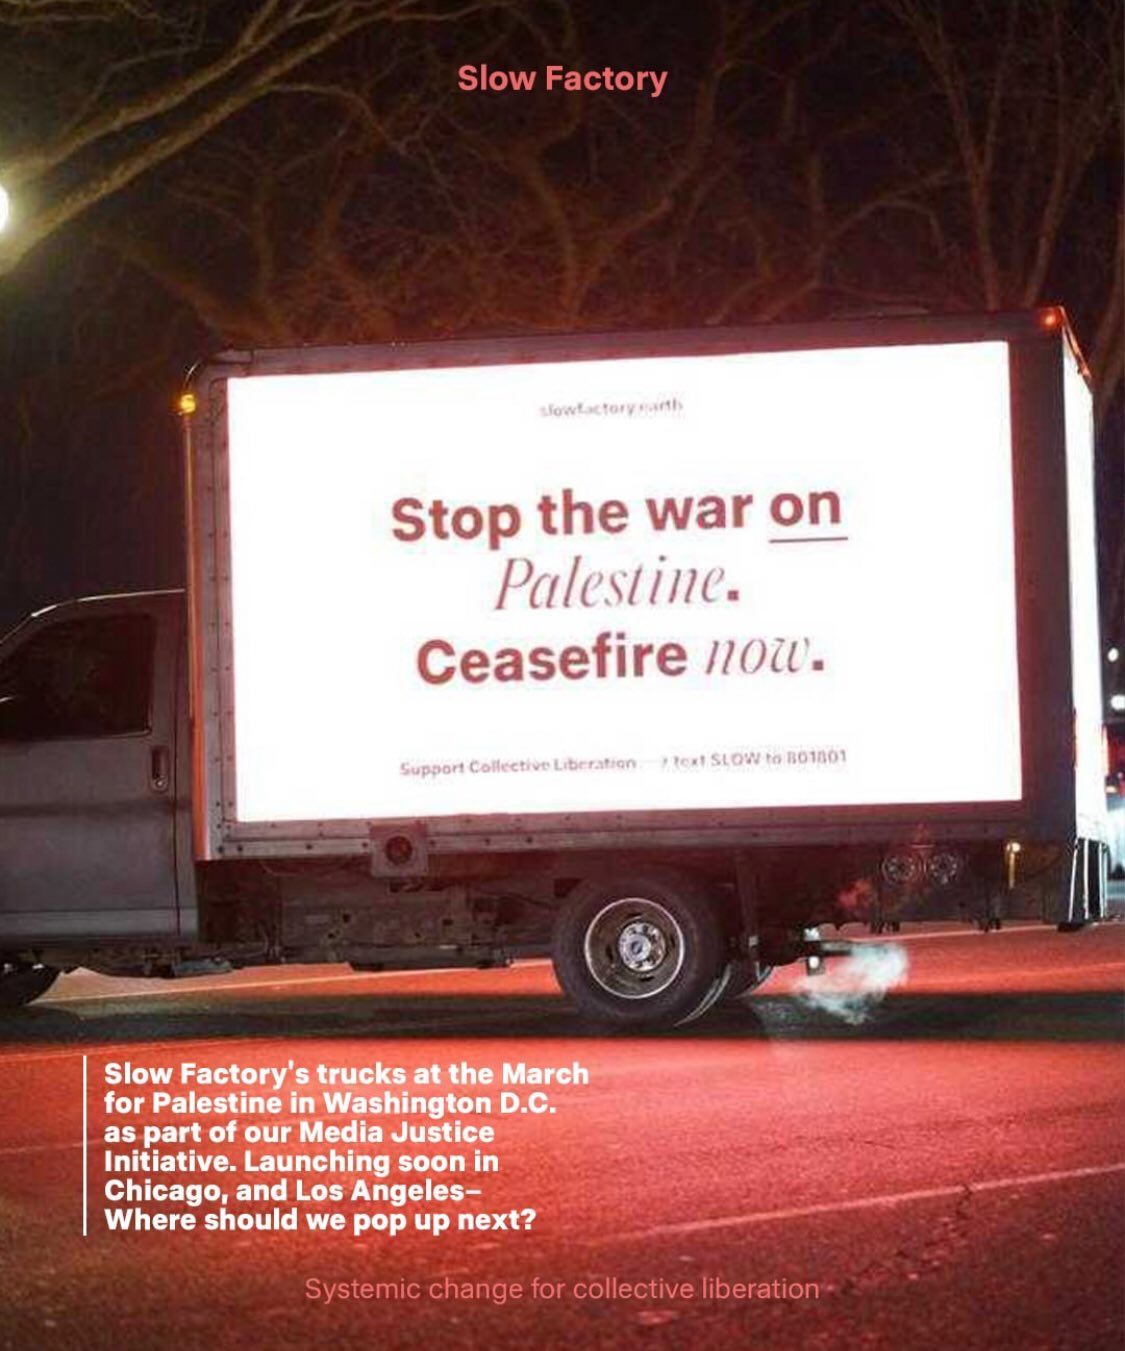 Slow Factory
slowfactory.earth
Stop the war on
Palestine.
Ceasefire now.
Support Collective Liberation → text SLOW to 801801
Slow Factory's trucks at the March
for Palestine in Washington D.C.
as part of our Media Justice
Initiative. Launching soon in
Chicago, and Los Angeles–
Where should we pop up next?
Systemic change for collective liberation